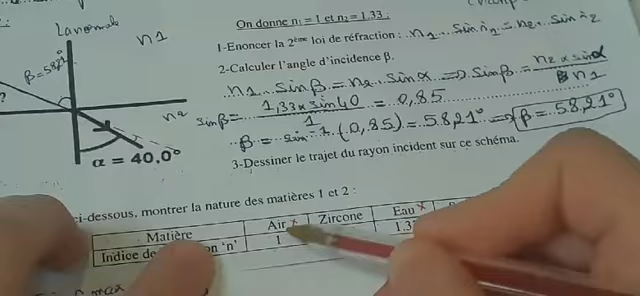 La normale
n1
β=58,21°
?
n2
α = 40,0°
On donne n₁ = 1 et n₂ = 1.33 :
1-Enoncer la 2ème loi de réfraction : n1 . sin i1 = n2 . sin i2
2-Calculer l'angle d'incidence β.
n1 . sin β = n2 . sin α => sin β = n2 x sin α / n1
sin β = 1,33 x sin 40 / 1 = 0,85
β = sin-1 (0,85) = 58,21° => β = 58,21°
3-Dessiner le trajet du rayon incident sur ce schéma.
ci-dessous, montrer la nature des matières 1 et 2 :
Matière Air x Zircone Eau x
Indice de on 'n' 1 1.3
max